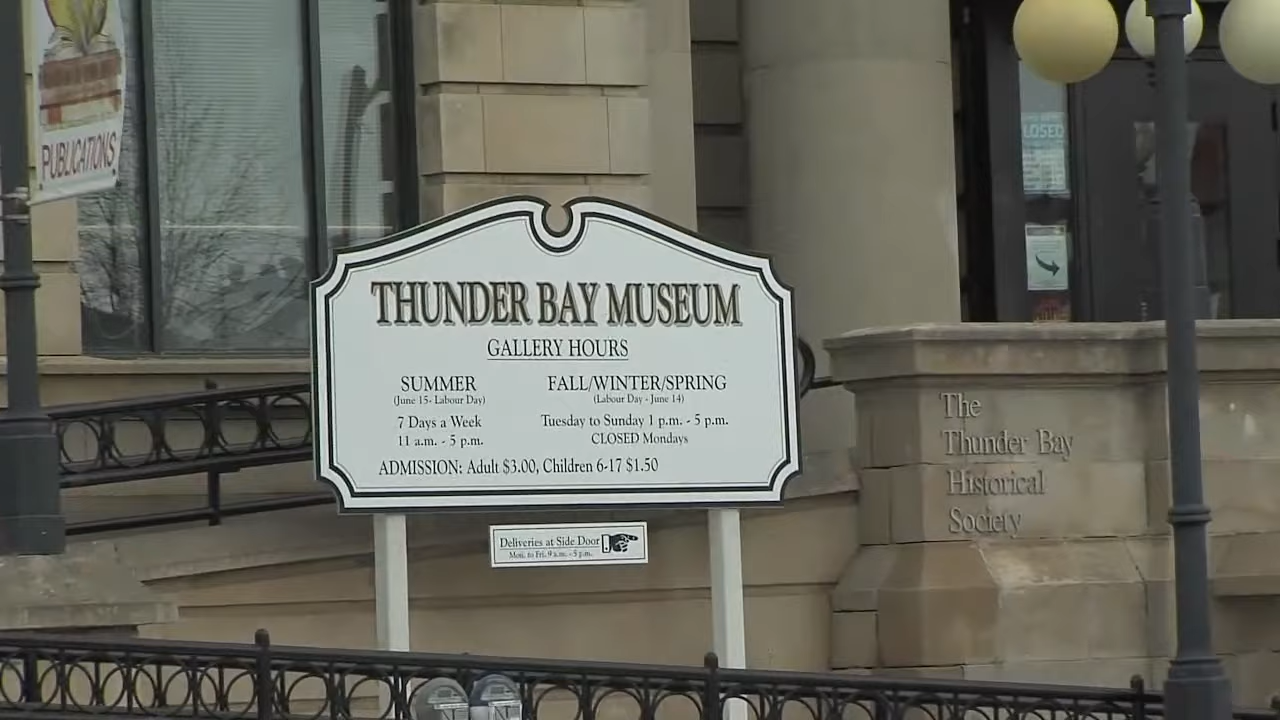 PUBLICATIONS
CLOSED
THUNDER BAY MUSEUM
GALLERY HOURS
SUMMER
(June 15- Labour Day)
7 Days a Week
11 a.m. - 5 p.m.
FALL/WINTER/SPRING
(Labour Day - June 14)
Tuesday to Sunday 1 p.m. - 5 p.m.
CLOSED Mondays
ADMISSION: Adult $3.00, Children 6-17 $1.50
Deliveries at Side Door
Mon. to Fri. 9 a.m. - 5 p.m.
The
Thunder Bay
Historical
Society